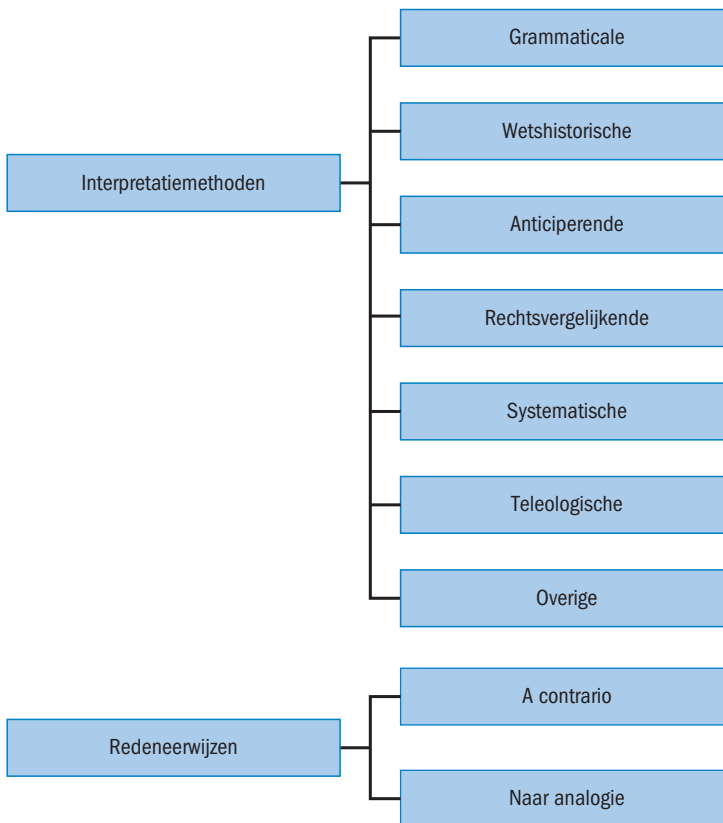 Interpretatiemethoden
Grammaticale
Wetshistorische
Anticiperende
Rechtsvergelijkende
Systematische
Teleologische
Overige
Redeneerwijzen
A contrario
Naar analogie